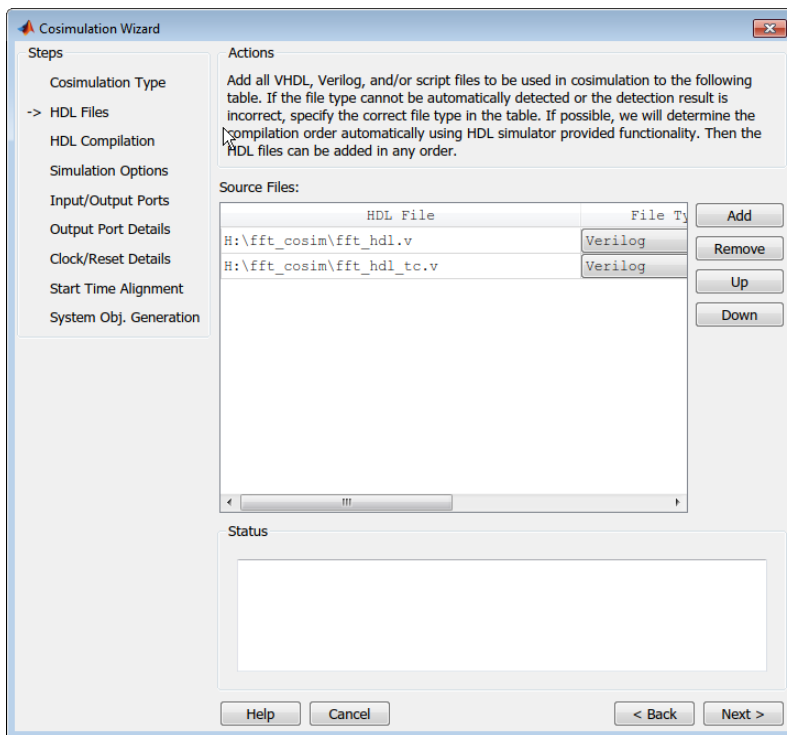 Cosimulation Wizard
Steps
Cosimulation Type
-> HDL Files
HDL Compilation
Simulation Options
Input/Output Ports
Output Port Details
Clock/Reset Details
Start Time Alignment
System Obj. Generation
Actions
Add all VHDL, Verilog, and/or script files to be used in cosimulation to the following
table. If the file type cannot be automatically detected or the detection result is
incorrect, specify the correct file type in the table. If possible, we will determine the
compilation order automatically using HDL simulator provided functionality. Then the
HDL files can be added in any order.
Source Files:
HDL File File Ty
H:\fft_cosim\fft_hdl.v Verilog
H:\fft_cosim\fft_hdl_tc.v Verilog
Add
Remove
Up
Down
Status
Help Cancel < Back Next >